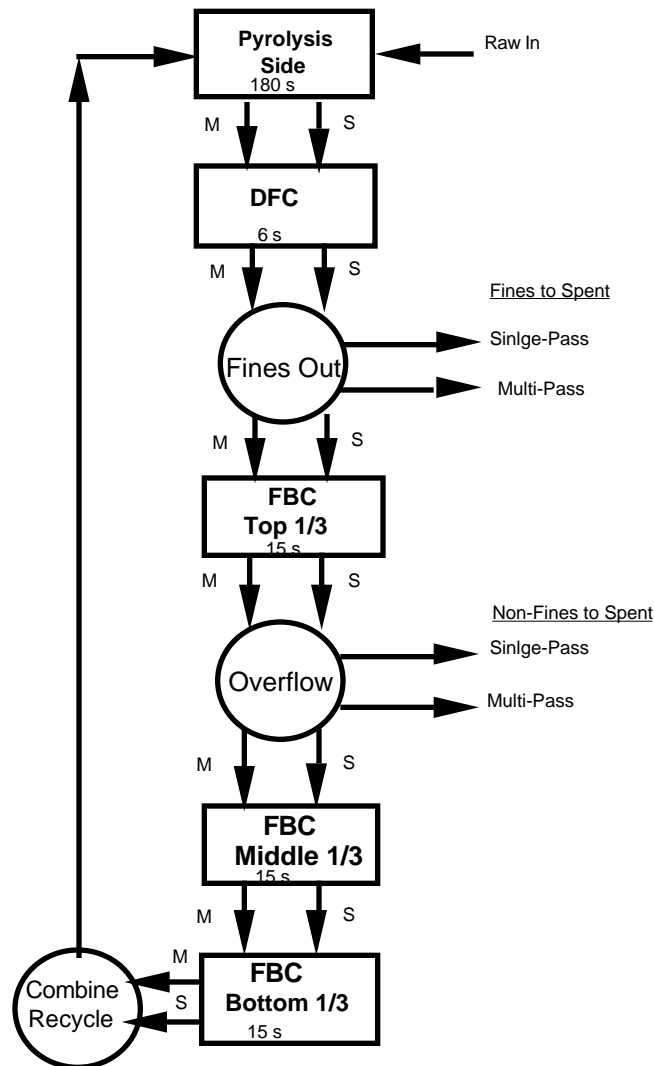 Pyrolysis
Side
180 s
Raw In
M
S
DFC
6 s
M
S
Fines to Spent
Sinlge-Pass
Fines Out
Multi-Pass
M
S
FBC
Top 1/3
15 s
M
S
Non-Fines to Spent
Sinlge-Pass
Overflow
Multi-Pass
M
S
FBC
Middle 1/3
15 s
M
S
M
S
FBC
Bottom 1/3
15 s
Combine
Recycle